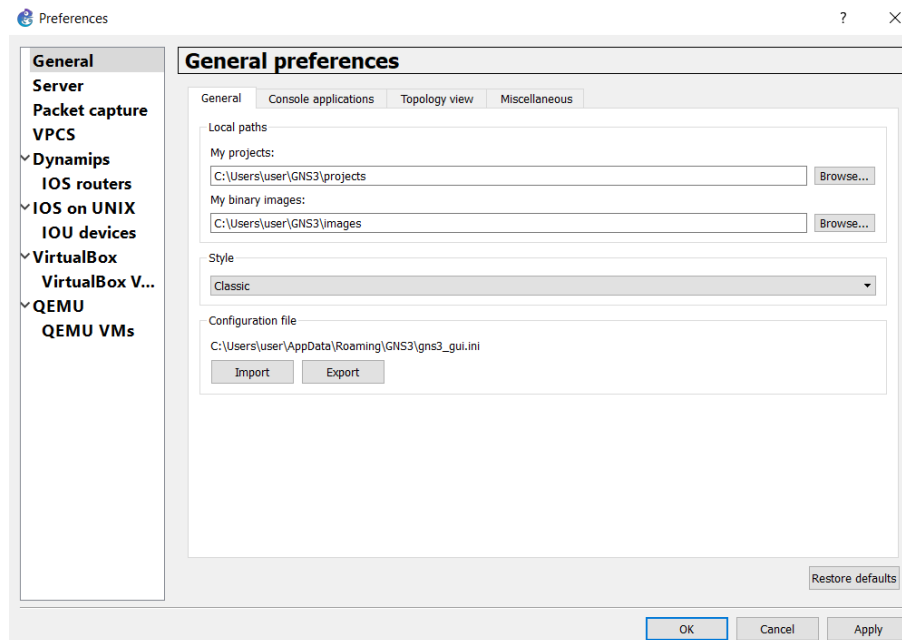 Preferences
?
General
Server
Packet capture
VPCS
Dynamips
IOS routers
IOS on UNIX
IOU devices
VirtualBox
VirtualBox V...
QEMU
QEMU VMs
General preferences
General Console applications Topology view Miscellaneous
Local paths
My projects:
C:\Users\user\GNS3\projects Browse...
My binary images:
C:\Users\user\GNS3\images Browse...
Style
Classic
Configuration file
C:\Users\user\AppData\Roaming\GNS3\gns3_gui.ini
Import Export
Restore defaults
OK Cancel Apply